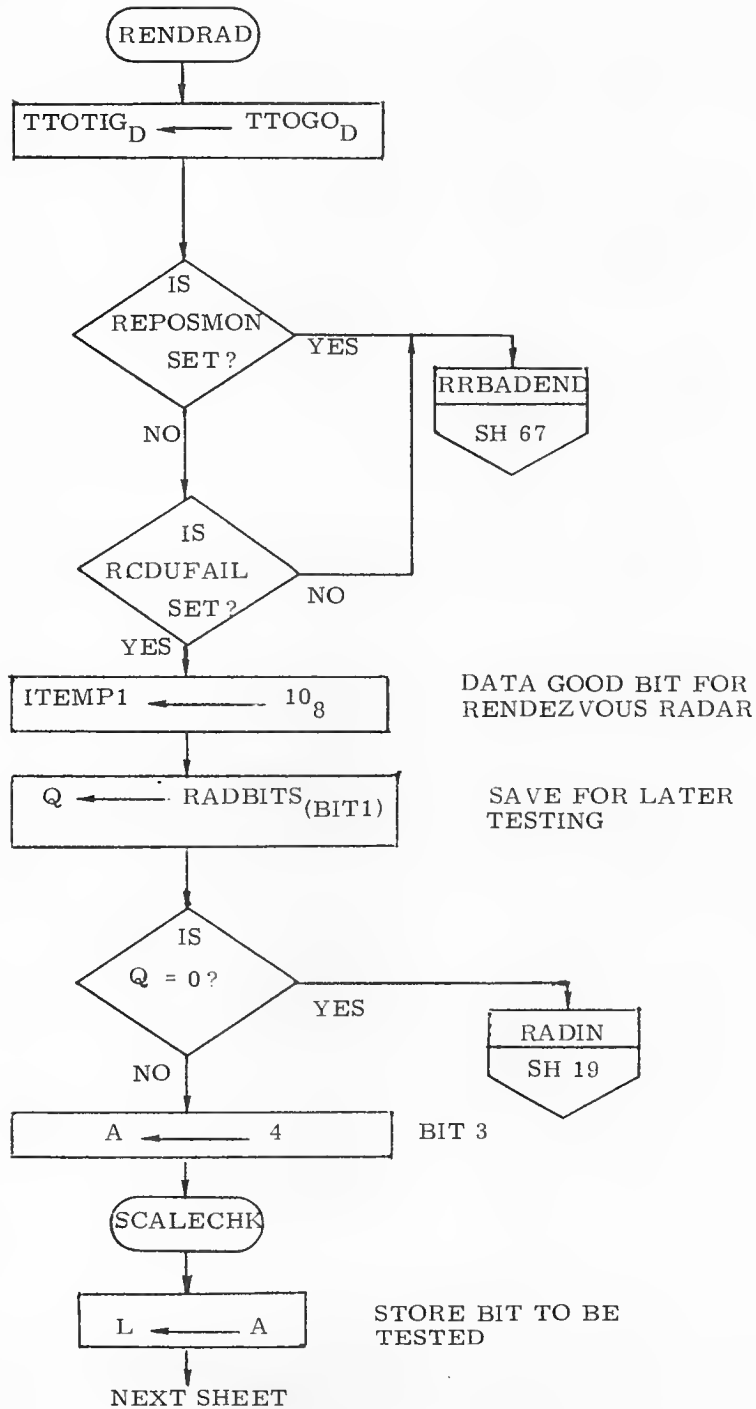 RENDRAD
TTOTIG_D ← TTOGO_D
IS
REPOSMON
SET?
YES
RRBADEND
SH 67
NO
IS
RCDUFAIL
SET?
NO
YES
ITEMP1 ← 10_8
DATA GOOD BIT FOR
RENDEZVOUS RADAR
Q ← RADBITS(BIT1)
SAVE FOR LATER
TESTING
IS
Q = 0?
YES
RADIN
SH 19
NO
A ← 4
BIT 3
SCALECHK
L ← A
STORE BIT TO BE
TESTED
NEXT SHEET